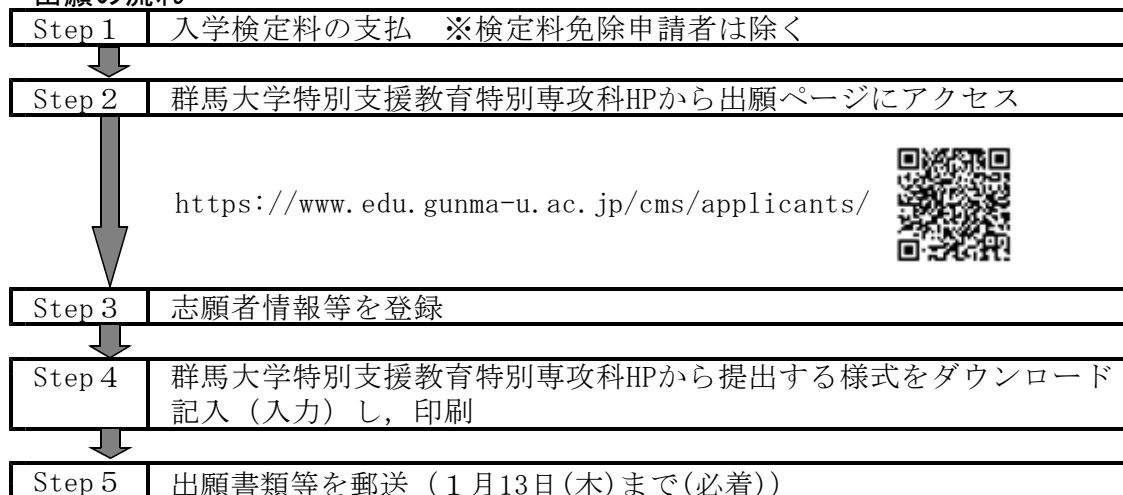 出願の流れ
Step１ 入学検定料の支払　※検定料免除申請者は除く
Step２ 群馬大学特別支援教育特別専攻科HPから出願ページにアクセス
https://www.edu.gunma-u.ac.jp/cms/applicants/
Step３ 志願者情報等を登録
Step４ 群馬大学特別支援教育特別専攻科HPから提出する様式をダウンロード
記入（入力）し，印刷
Step５ 出願書類等を郵送（１月13日(木)まで(必着)）